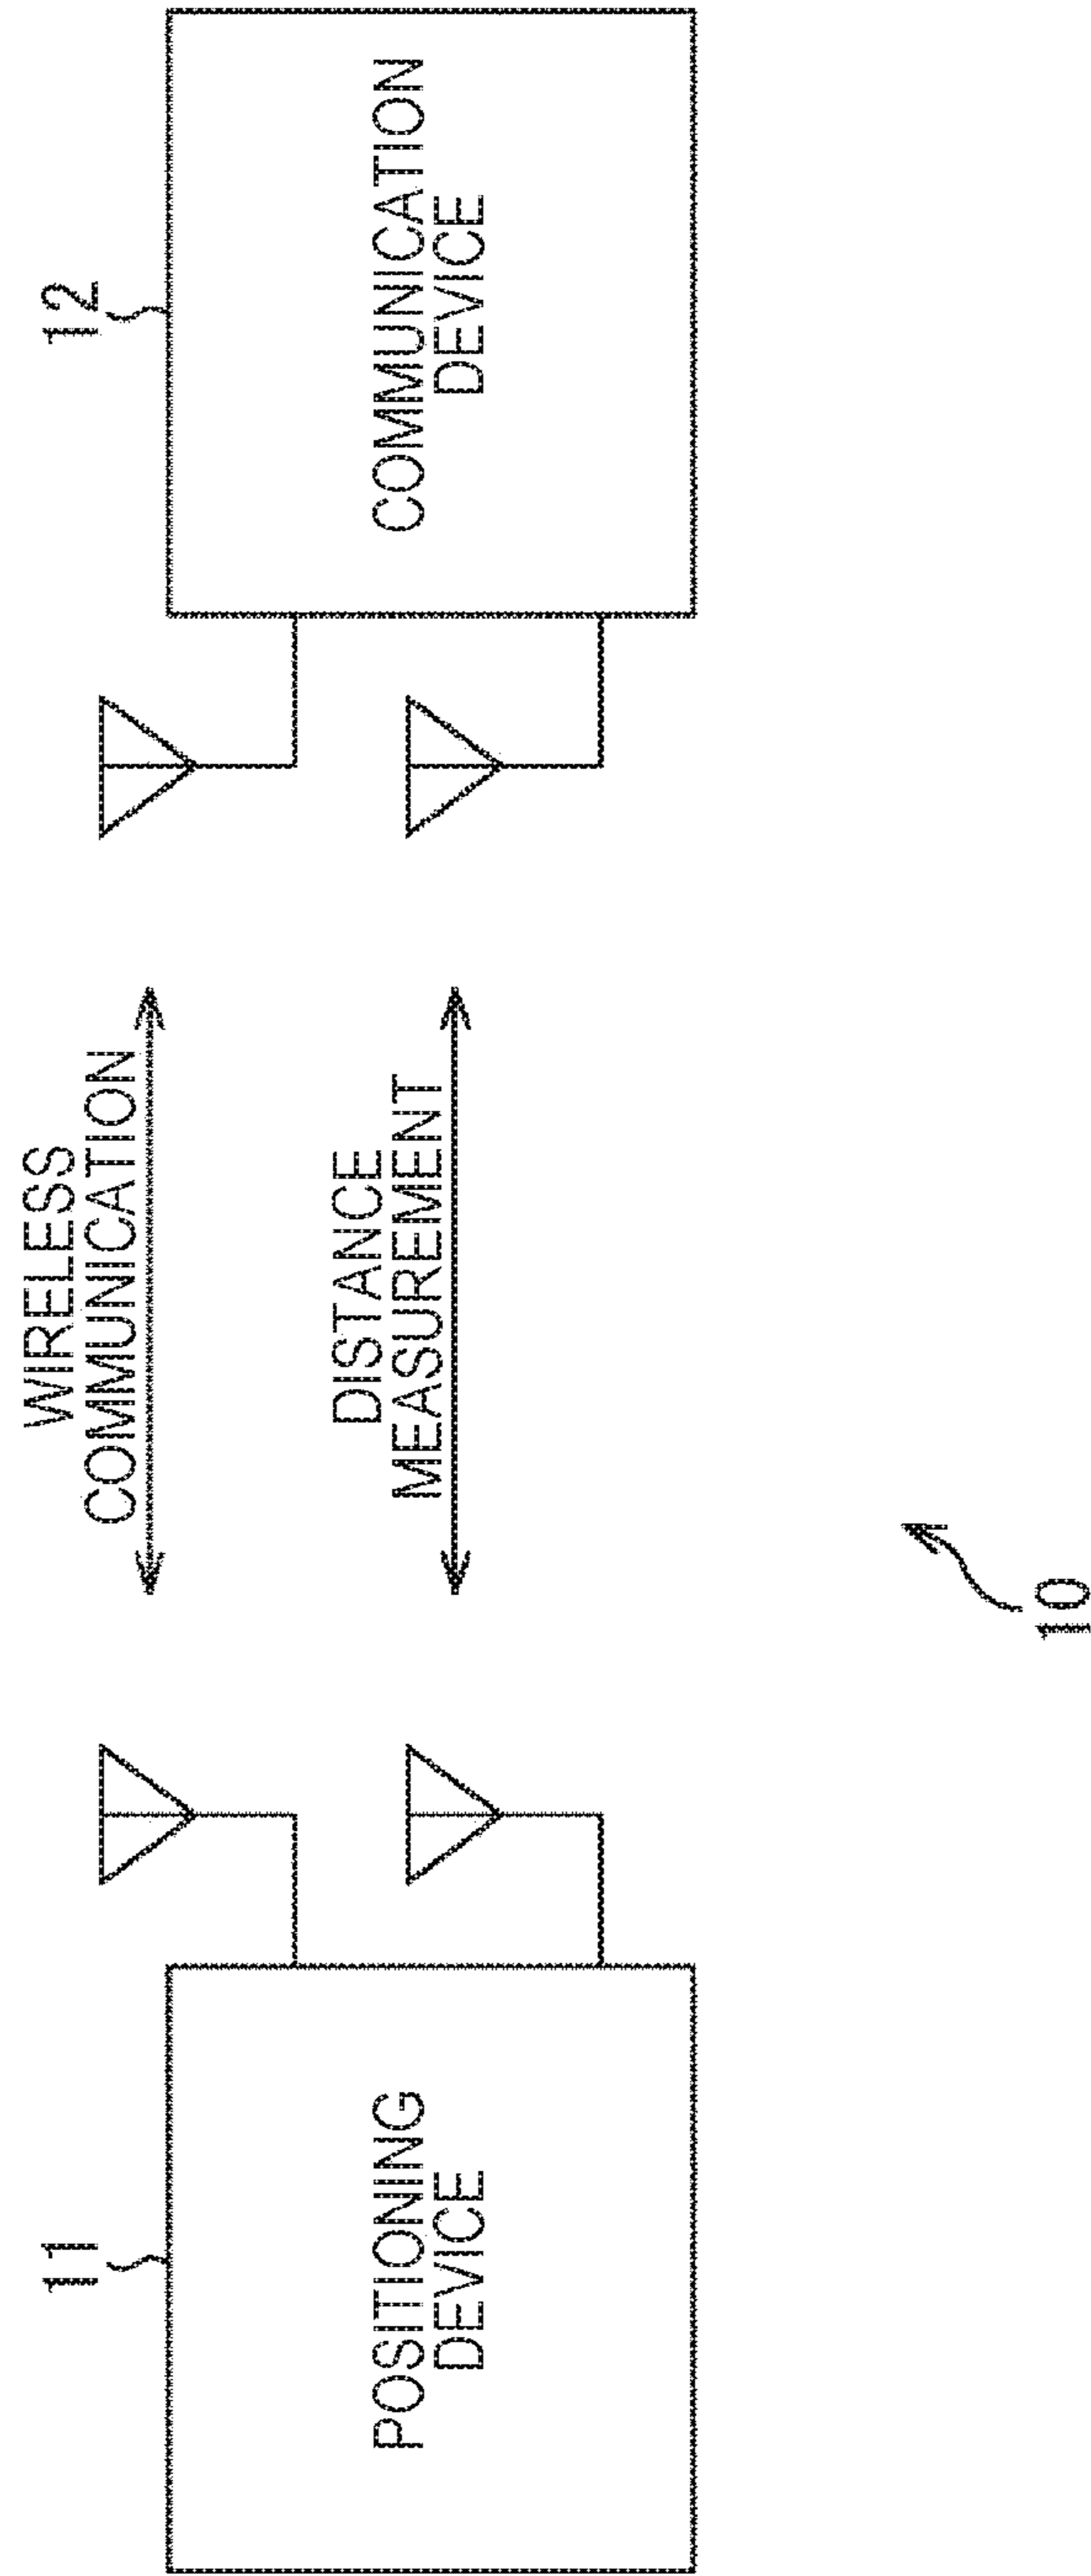 WIRELESS
COMMUNICATION
11
12
DISTANCE
MEASUREMENT
POSITIONING
DEVICE
COMMUNICATION
DEVICE
10